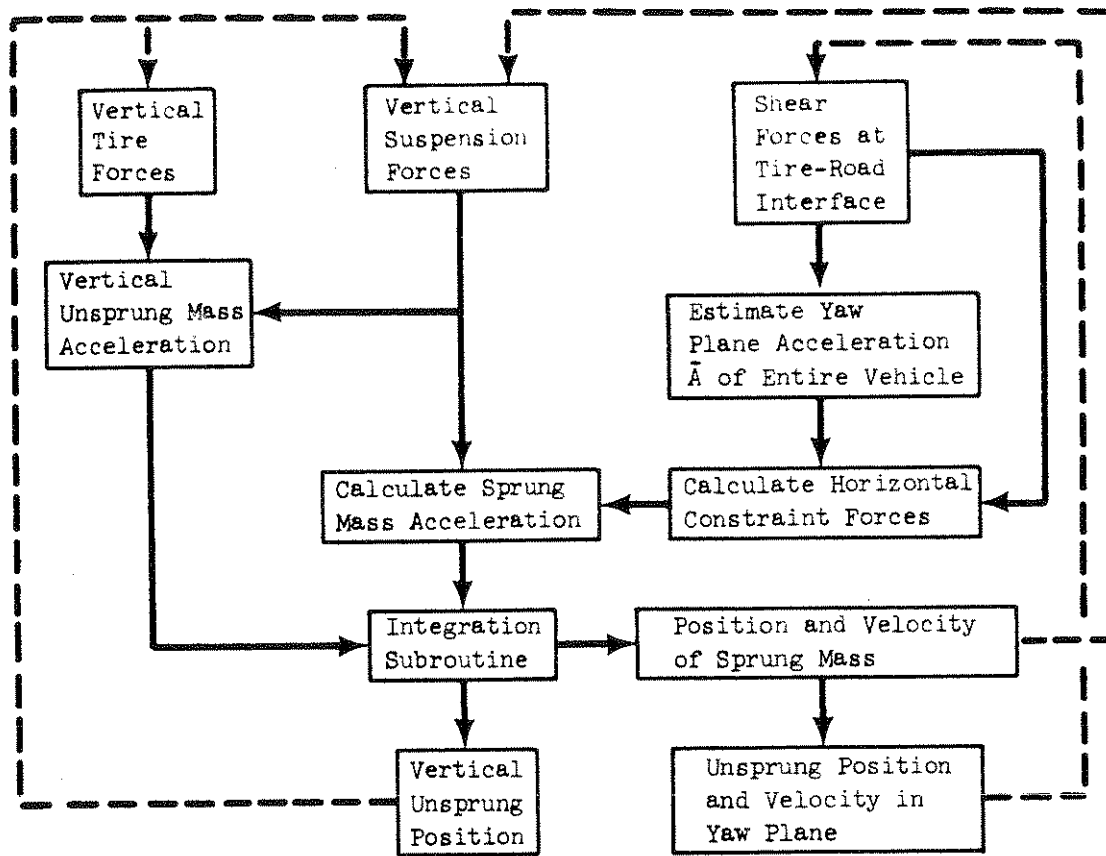 Vertical
Tire
Forces
Vertical
Suspension
Forces
Shear
Forces at
Tire-Road
Interface
Vertical
Unsprung Mass
Acceleration
Estimate Yaw
Plane Acceleration
Ā of Entire Vehicle
Calculate Sprung
Mass Acceleration
Calculate Horizontal
Constraint Forces
Integration
Subroutine
Position and Velocity
of Sprung Mass
Vertical
Unsprung
Position
Unsprung Position
and Velocity in
Yaw Plane